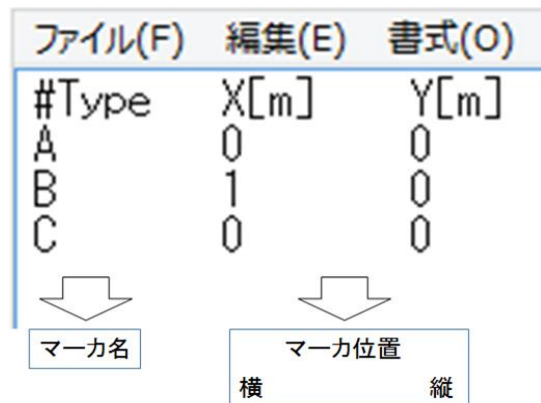 ファイル(F) 編集(E) 書式(O)
#Type X[m] Y[m]
A 0 0
B 1 0
C 0 0
マーカ名 マーカ位置
横 縦